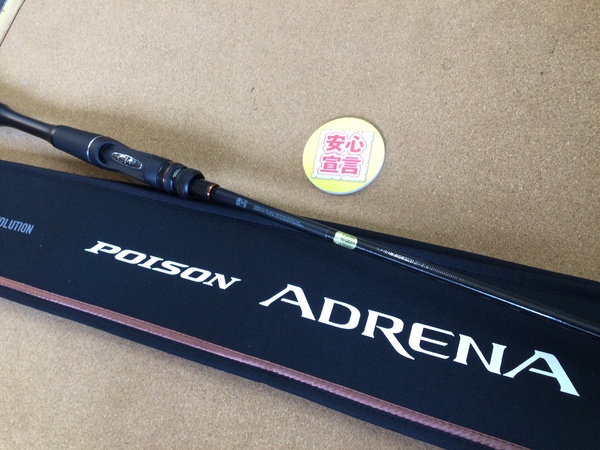 安心
宣言
OLUTION
POISON ADRENA